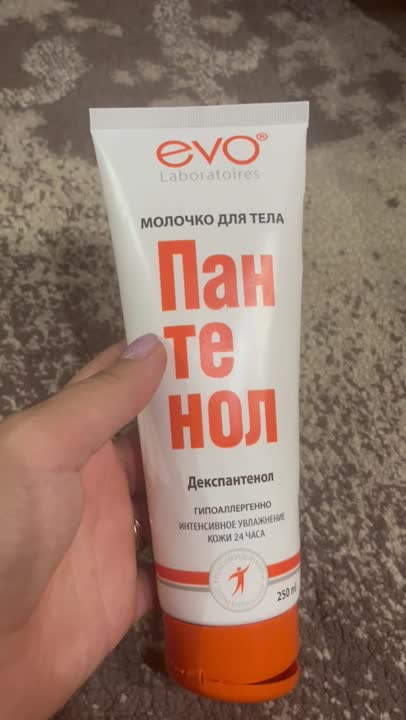 evo®
Laboratoires
МОЛОЧКО ДЛЯ ТЕЛА
Пан
те
нол
Декспантенол
ГИПОАЛЛЕРГЕННО
ИНТЕНСИВНОЕ УВЛАЖНЕНИЕ
КОЖИ 24 ЧАСА
250 ml